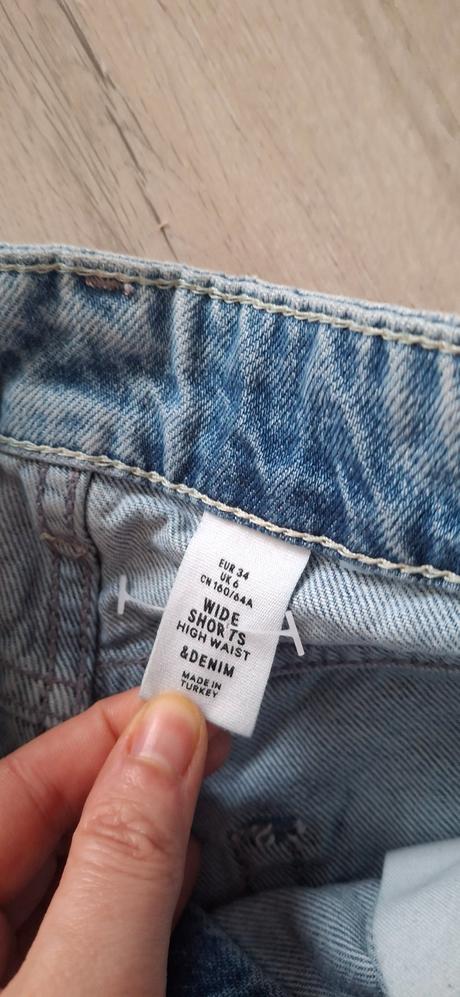 EUR 34
UK 6
CN 160/64A
WIDE
SHORTS
HIGH WAIST
&DENIM
MADE IN
TURKEY